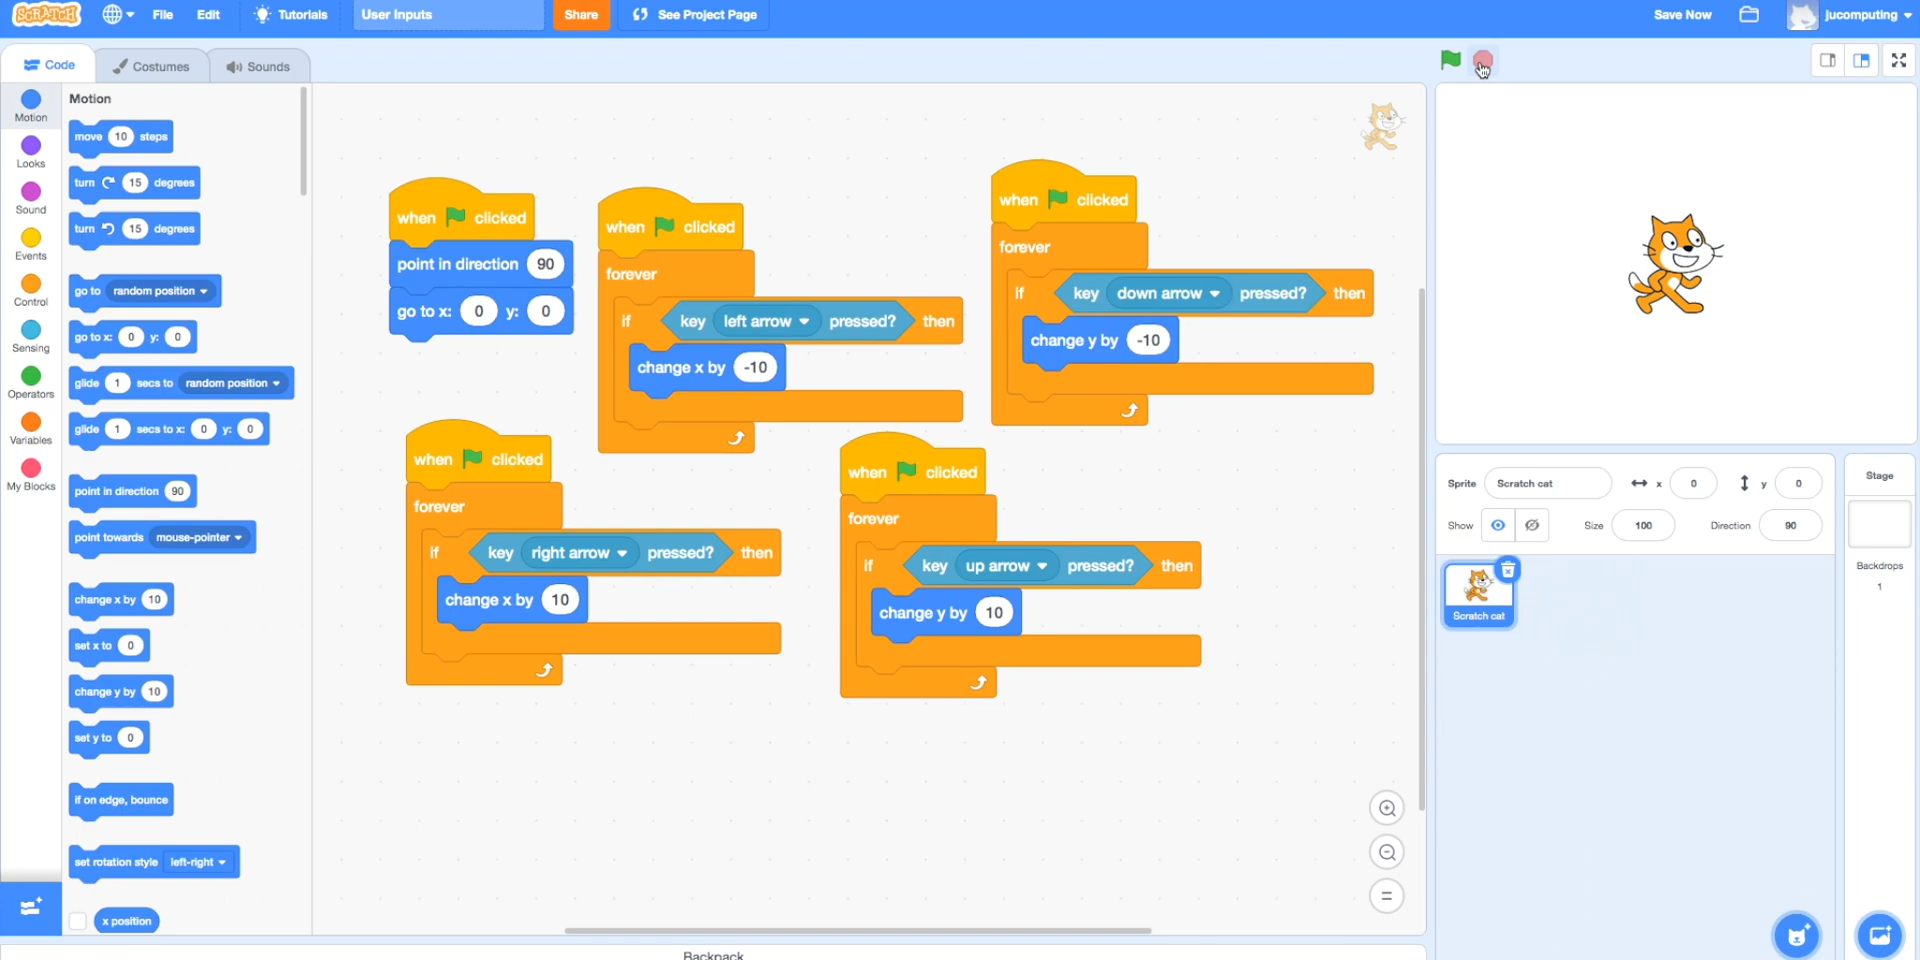 SCRATCH File Edit Tutorials User Inputs Share See Project Page Save Now jucomputing
Code Costumes Sounds
Motion
Looks
Sound
Events
Control
Sensing
Operators
Variables
My Blocks
Motion
move 10 steps
turn 15 degrees
turn 15 degrees
go to random position
go to x: 0 y: 0
glide 1 secs to random position
glide 1 secs to x: 0 y: 0
point in direction 90
point towards mouse-pointer
change x by 10
set x to 0
change y by 10
set y to 0
if on edge, bounce
set rotation style left-right
x position
when clicked
point in direction 90
go to x: 0 y: 0
when clicked
forever
if key left arrow pressed? then
change x by -10
when clicked
forever
if key down arrow pressed? then
change y by -10
when clicked
forever
if key right arrow pressed? then
change x by 10
when clicked
forever
if key up arrow pressed? then
change y by 10
Sprite Scratch cat x 0 y 0
Show Size 100 Direction 90
Scratch cat
Stage
Backdrops
1
Backpack